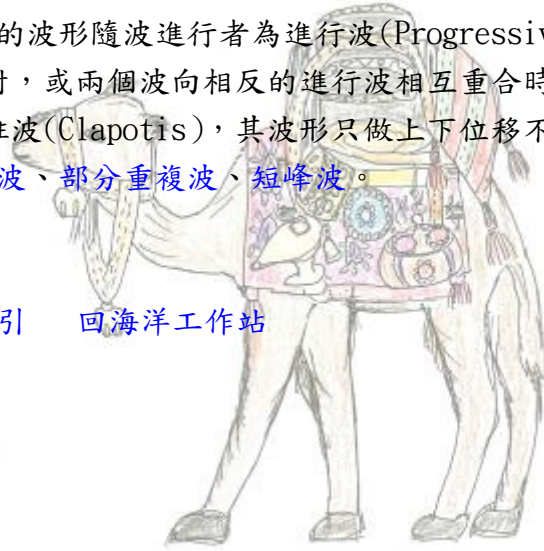 的波形隨波進行者為進行波(Progressiv
射，或兩個波向相反的進行波相互重合時
駐波(Clapotis)，其波形只做上下位移不
波、部分重複波、短峰波。
引 回海洋工作站